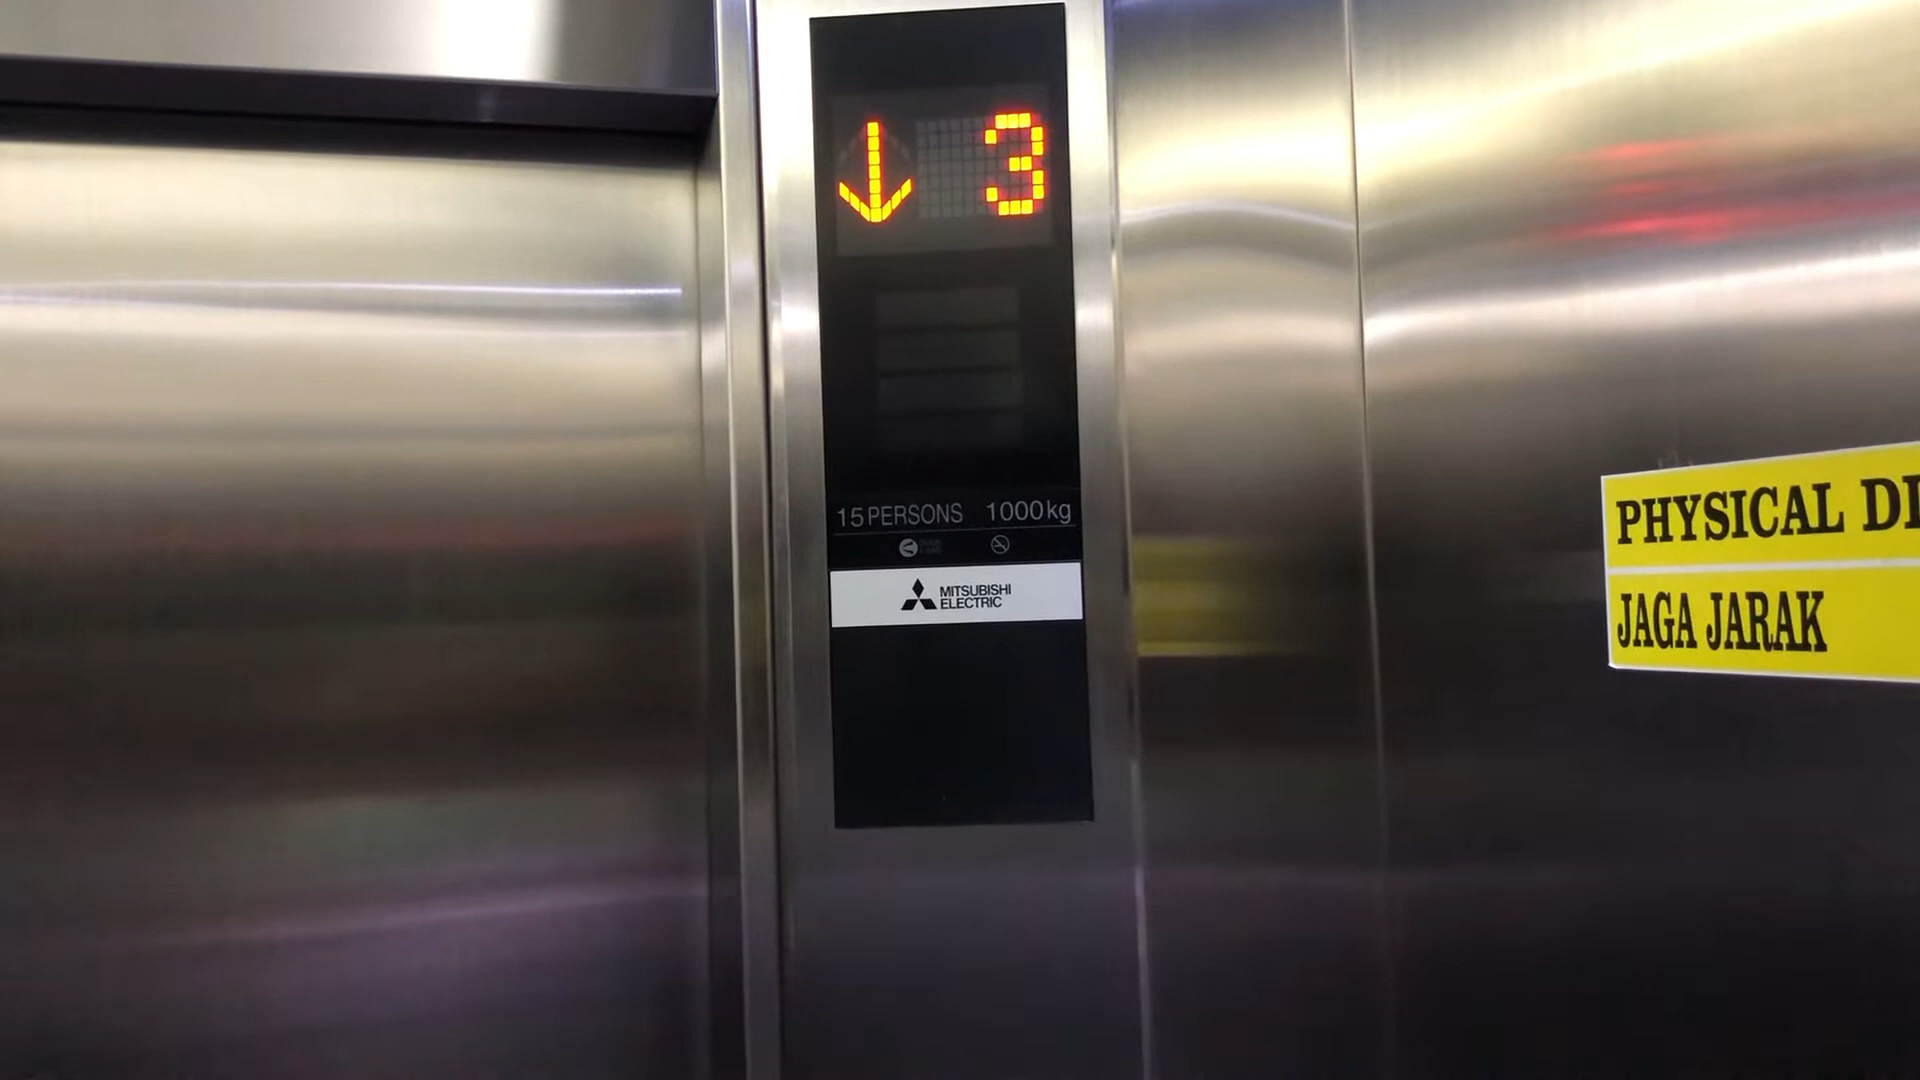 ↓ 3
15 PERSONS 1000kg
MITSUBISHI
ELECTRIC
PHYSICAL DI
JAGA JARAK